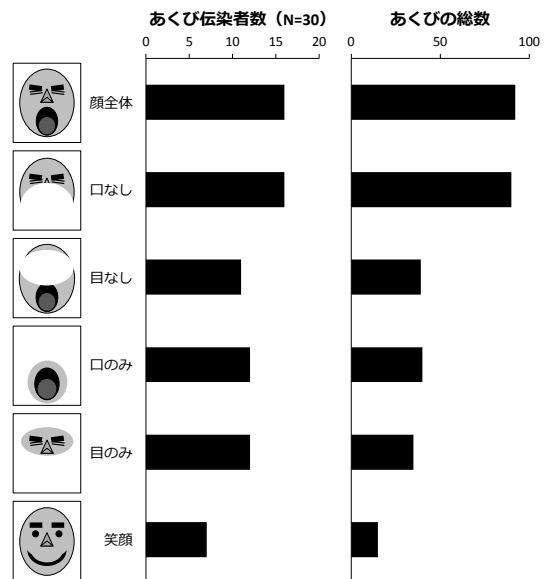 あくび伝染者数（N=30）
あくびの総数
0 5 10 15 20
0 50 100
顔全体
口なし
目なし
口のみ
目のみ
笑顔